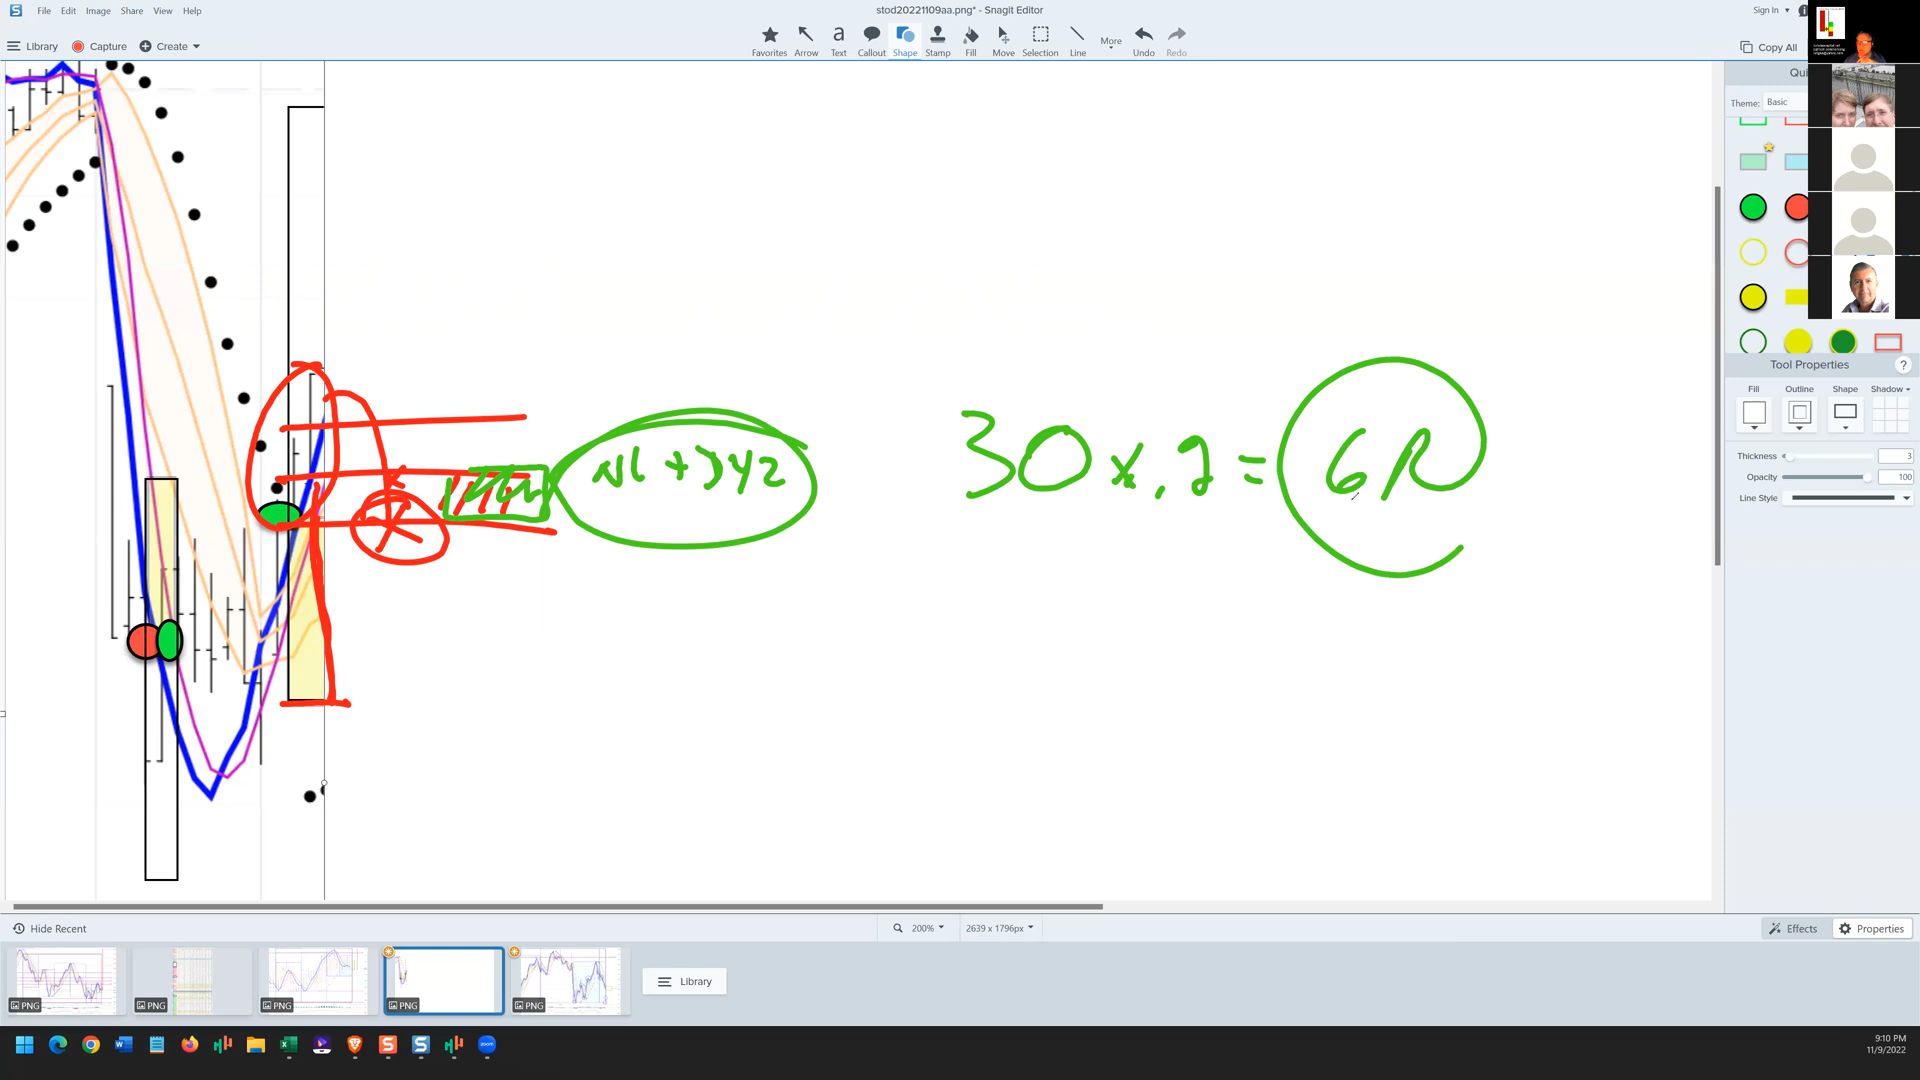 stod20221109aa.png* - Snagit Editor
File Edit Image Share View Help
Sign In
Library Capture Create
Favorites Arrow Text Callout Shape Stamp Fill Move Selection Line More Undo Redo
Copy All
Theme: Basic
Tool Properties ?
Fill Outline Shape Shadow
Thickness 3
Opacity 100
Line Style
30 x .2 = 6R
Hide Recent
200% 2639 x 1796px
Effects Properties
PNG PNG PNG PNG PNG
Library
zoom
9:10 PM
11/9/2022